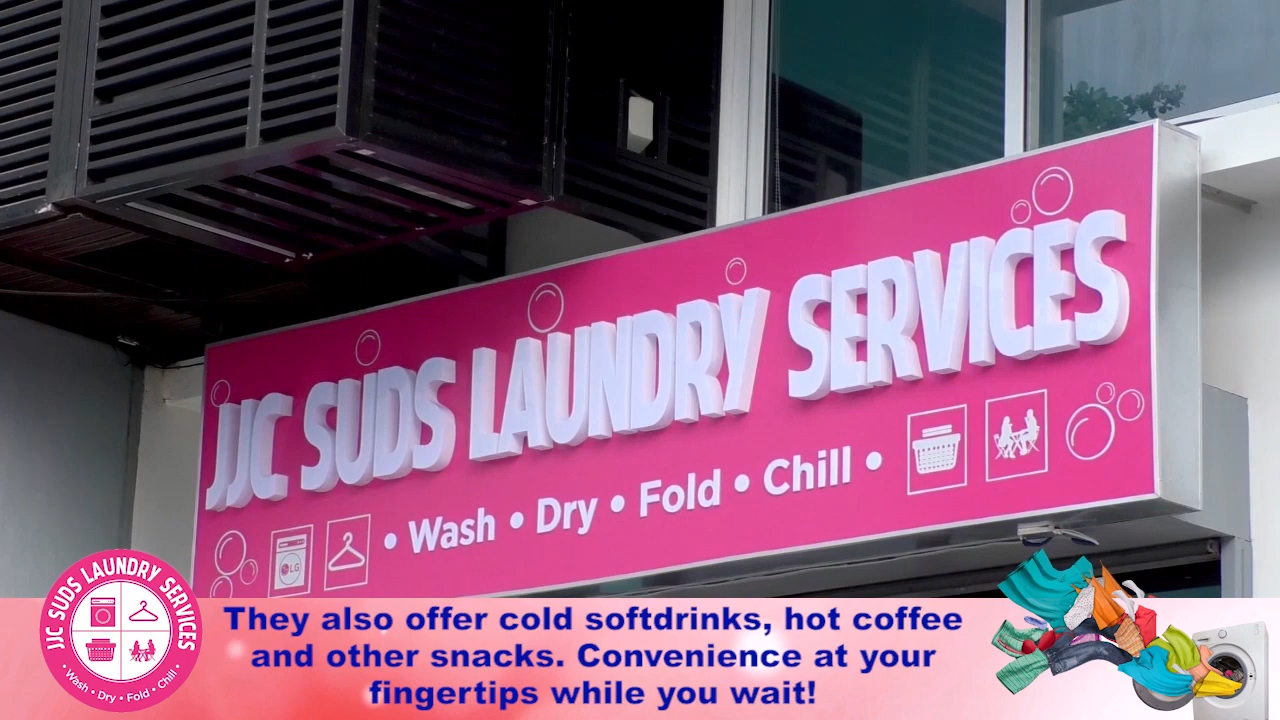 JJC SUDS LAUNDRY SERVICES
• Wash • Dry • Fold • Chill •
LG
JJC SUDS LAUNDRY SERVICES
• Wash • Dry • Fold • Chill •
They also offer cold softdrinks, hot coffee
and other snacks. Convenience at your
fingertips while you wait!